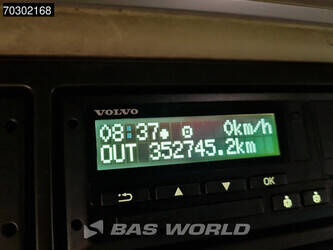 70302168
VOLVO
08:37 0km/h
OUT 352745.2km
OK
BAS WORLD